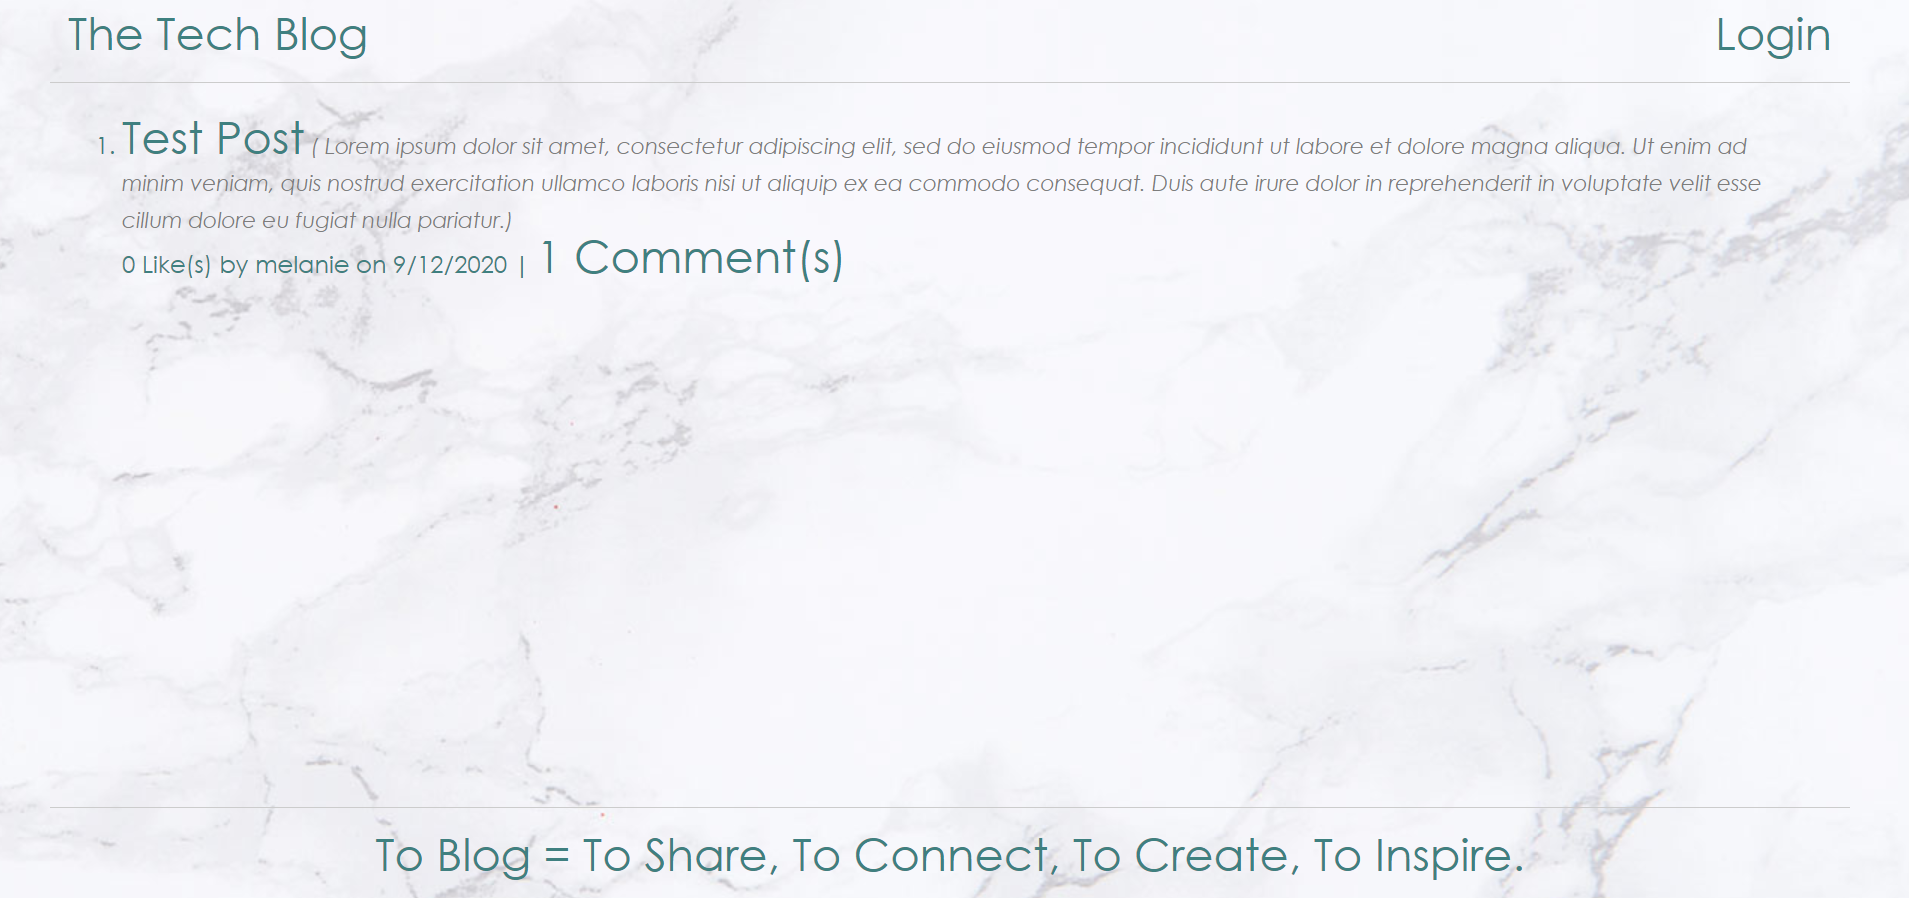 The Tech Blog
Login
1. Test Post ( Lorem ipsum dolor sit amet, consectetur adipiscing elit, sed do eiusmod tempor incididunt ut labore et dolore magna aliqua. Ut enim ad
minim veniam, quis nostrud exercitation ullamco laboris nisi ut aliquip ex ea commodo consequat. Duis aute irure dolor in reprehenderit in voluptate velit esse
cillum dolore eu fugiat nulla pariatur.)
0 Like(s) by melanie on 9/12/2020 | 1 Comment(s)
To Blog = To Share, To Connect, To Create, To Inspire.